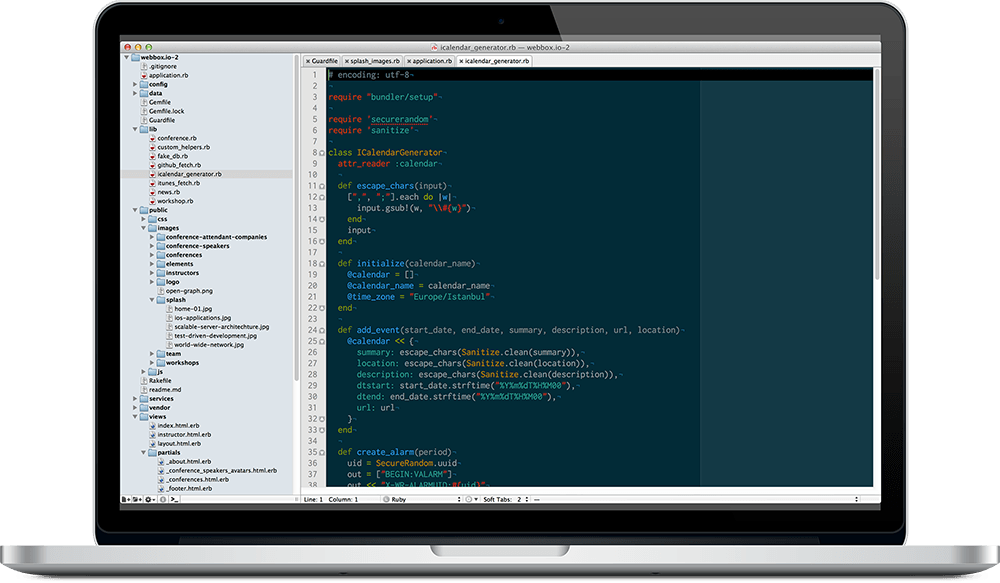 icalendar_generator.rb — webbox.io-2
webbox.io-2
.gitignore
application.rb
config
data
Gemfile
Gemfile.lock
Guardfile
lib
conference.rb
custom_helpers.rb
fake_db.rb
github_fetch.rb
icalendar_generator.rb
itunes_fetch.rb
news.rb
workshop.rb
public
css
images
conference-attendant-companies
conference-speakers
conferences
elements
instructors
logo
open-graph.png
splash
home-01.jpg
ios-applications.jpg
scalable-server-architechture.jpg
test-driven-development.jpg
world-wide-network.jpg
team
workshops
js
Rakefile
readme.md
services
vendor
views
index.html.erb
instructor.html.erb
layout.html.erb
partials
_about.html.erb
_conference_speakers_avatars.html.erb
_conferences.html.erb
_footer.html.erb
Guardfile splash_images.rb application.rb icalendar_generator.rb
1 # encoding: utf-8¬
2 ¬
3 require "bundler/setup"¬
4 ¬
5 require 'securerandom'¬
6 require 'sanitize'¬
7 ¬
8 class ICalendarGenerator¬
9 attr_reader :calendar¬
10 ¬
11 def escape_chars(input)¬
12 [",", ";"].each do |w|¬
13 input.gsub!(w, "\\#{w}")¬
14 end¬
15 input¬
16 end¬
17 ¬
18 def initialize(calendar_name)¬
19 @calendar = []¬
20 @calendar_name = calendar_name¬
21 @time_zone = "Europe/Istanbul"¬
22 end¬
23 ¬
24 def add_event(start_date, end_date, summary, description, url, location)¬
25 @calendar << {¬
26 summary: escape_chars(Sanitize.clean(summary)),¬
27 location: escape_chars(Sanitize.clean(location)),¬
28 description: escape_chars(Sanitize.clean(description)),¬
29 dtstart: start_date.strftime("%Y%m%dT%H%M00"),¬
30 dtend: end_date.strftime("%Y%m%dT%H%M00"),¬
31 url: url¬
32 }¬
33 end¬
34 ¬
35 def create_alarm(period)¬
36 uid = SecureRandom.uuid¬
37 out = ["BEGIN:VALARM"]¬
38 out << "X-WR-ALARMUID:#{uid}"¬
Line: 1 Column: 1 Ruby Soft Tabs: 2 —